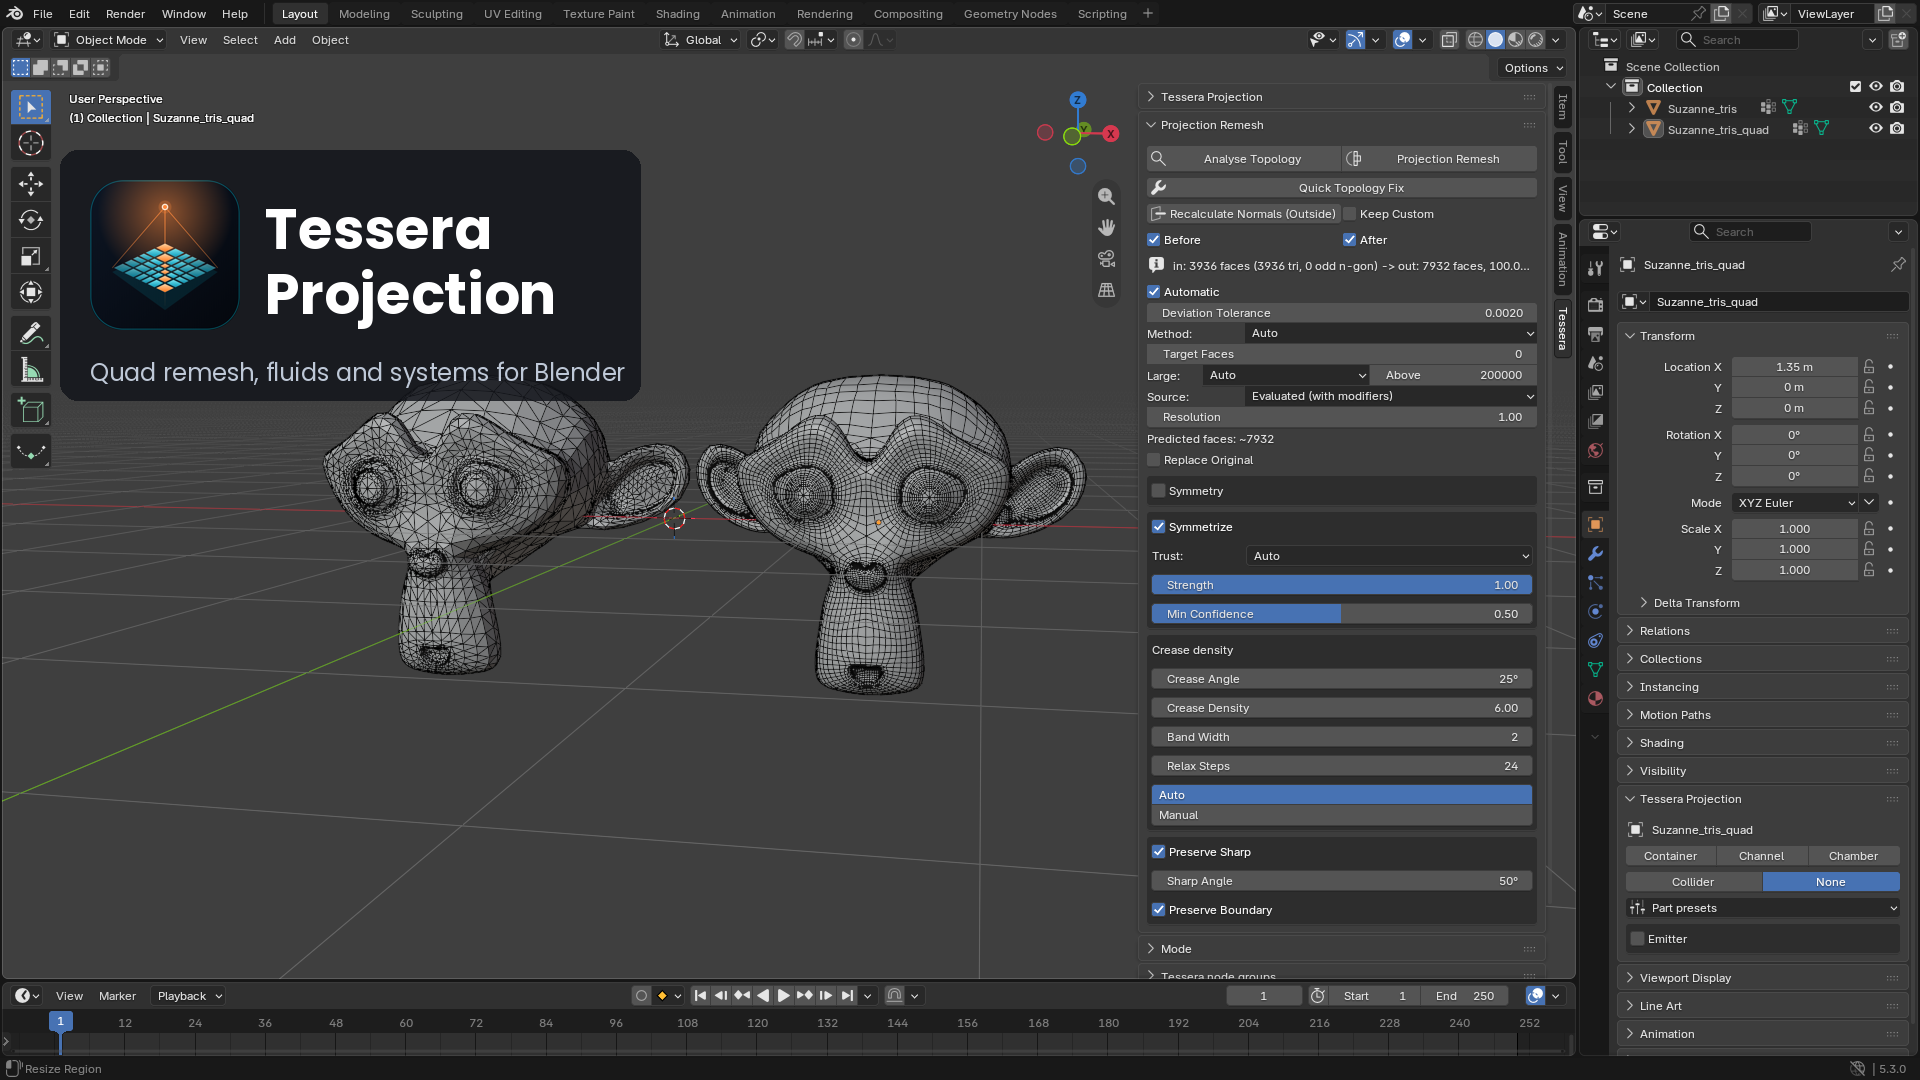 File Edit Render Window Help Layout Modeling Sculpting UV Editing Texture Paint Shading Animation Rendering Compositing Geometry Nodes Scripting + Scene ViewLayer
Object Mode View Select Add Object Global Search
Options
User Perspective
(1) Collection | Suzanne_tris_quad
Z
Y
X
Tessera
Projection
Quad remesh, fluids and systems for Blender
Tessera Projection
Projection Remesh
Analyse Topology Projection Remesh
Quick Topology Fix
Recalculate Normals (Outside) Keep Custom
Before After
in: 3936 faces (3936 tri, 0 odd n-gon) -> out: 7932 faces, 100.0...
Automatic
Deviation Tolerance 0.0020
Method: Auto
Target Faces 0
Large: Auto Above 200000
Source: Evaluated (with modifiers)
Resolution 1.00
Predicted faces: ~7932
Replace Original
Symmetry
Symmetrize
Trust: Auto
Strength 1.00
Min Confidence 0.50
Crease density
Crease Angle 25°
Crease Density 6.00
Band Width 2
Relax Steps 24
Auto
Manual
Preserve Sharp
Sharp Angle 50°
Preserve Boundary
Mode
Tessera node groups
Item
Tool
View
Animation
Tessera
Scene Collection
Collection
Suzanne_tris
Suzanne_tris_quad
Search
Suzanne_tris_quad
Suzanne_tris_quad
Transform
Location X 1.35 m
Y 0 m
Z 0 m
Rotation X 0°
Y 0°
Z 0°
Mode XYZ Euler
Scale X 1.000
Y 1.000
Z 1.000
Delta Transform
Relations
Collections
Instancing
Motion Paths
Shading
Visibility
Tessera Projection
Suzanne_tris_quad
Container Channel Chamber
Collider None
Part presets
Emitter
Viewport Display
Line Art
Animation
View Marker Playback 1 Start 1 End 250
1 12 24 36 48 60 72 84 96 108 120 132 144 156 168 180 192 204 216 228 240 252
Resize Region 5.3.0